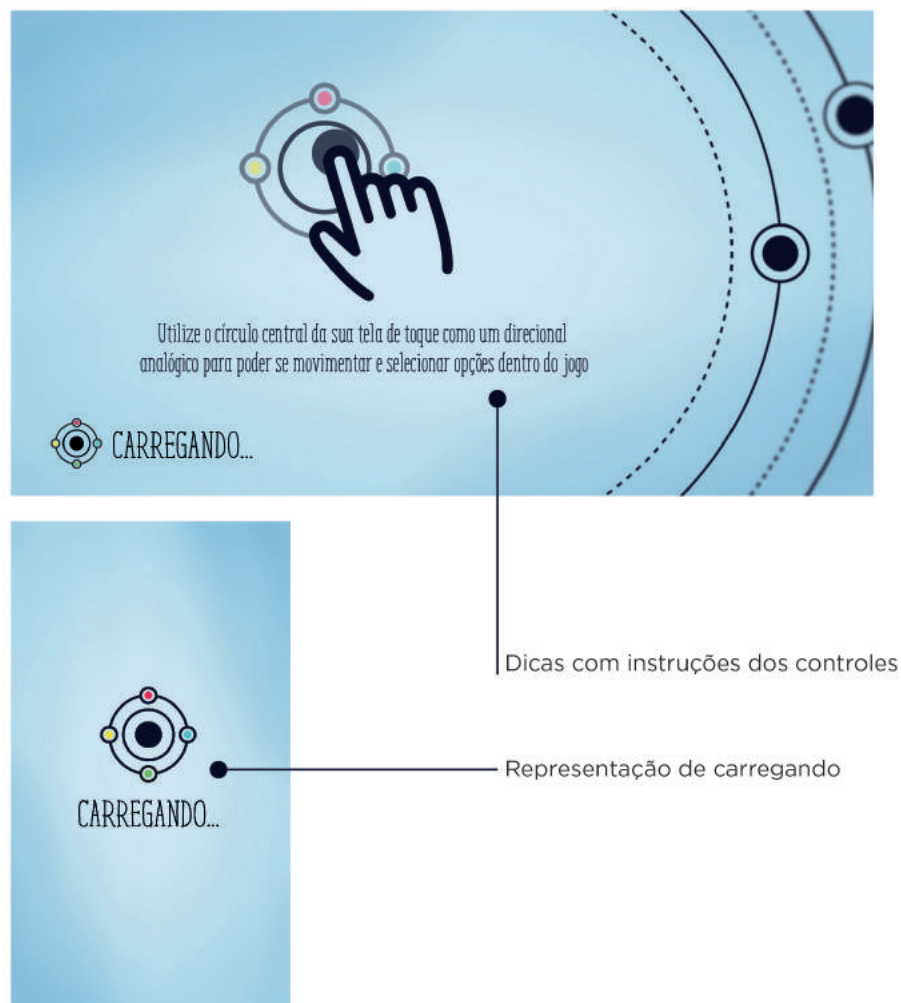 Utilize o círculo central da sua tela de toque como um direcional
analógico para poder se movimentar e selecionar opções dentro do jogo
CARREGANDO...
Dicas com instruções dos controles
Representação de carregando
CARREGANDO...